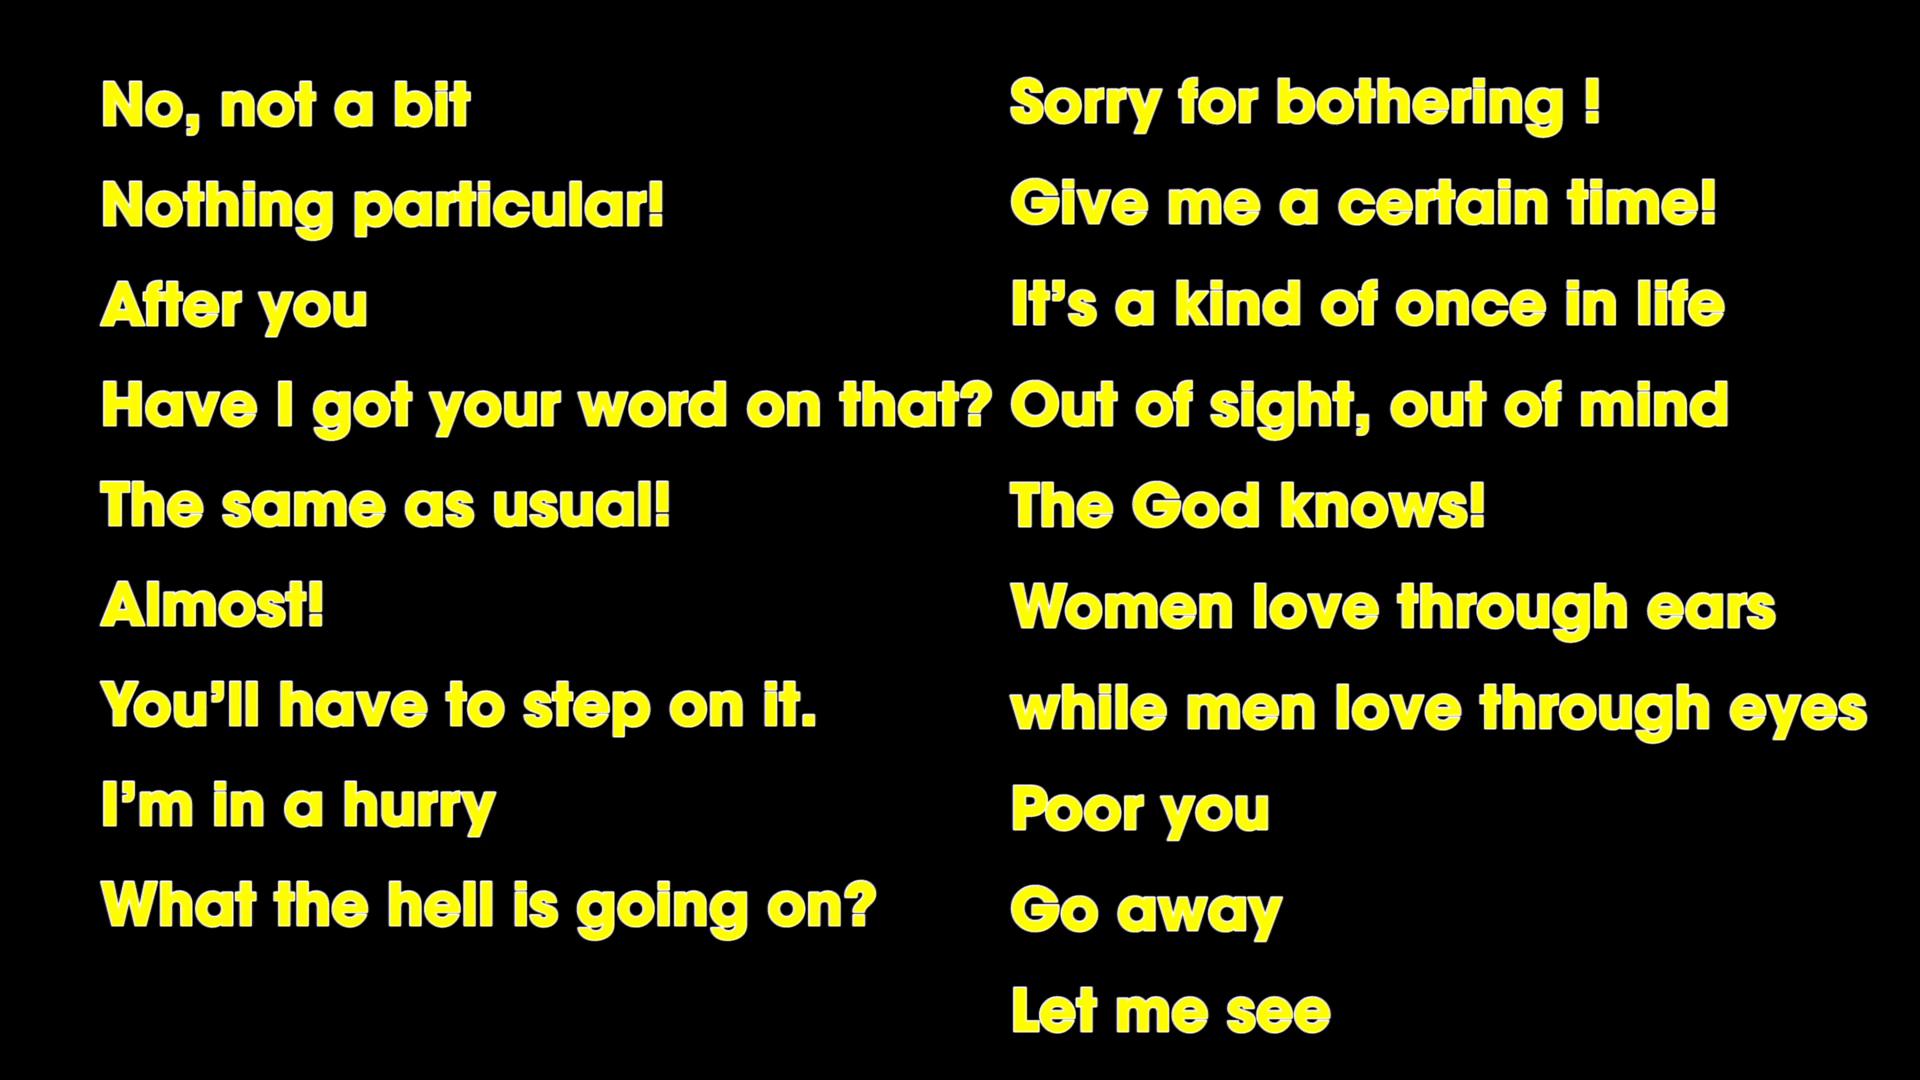 No, not a bit
Nothing particular!
After you
Have I got your word on that?
The same as usual!
Almost!
You’ll have to step on it.
I’m in a hurry
What the hell is going on?
Sorry for bothering !
Give me a certain time!
It’s a kind of once in life
Out of sight, out of mind
The God knows!
Women love through ears
while men love through eyes
Poor you
Go away
Let me see